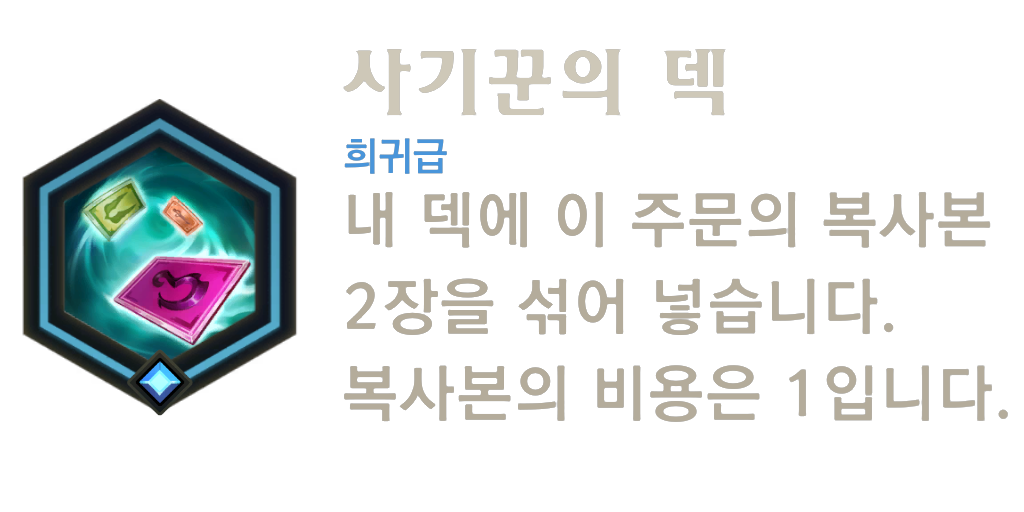 사기꾼의 덱
희귀급
내 덱에 이 주문의 복사본
2장을 섞어 넣습니다.
복사본의 비용은 1입니다.